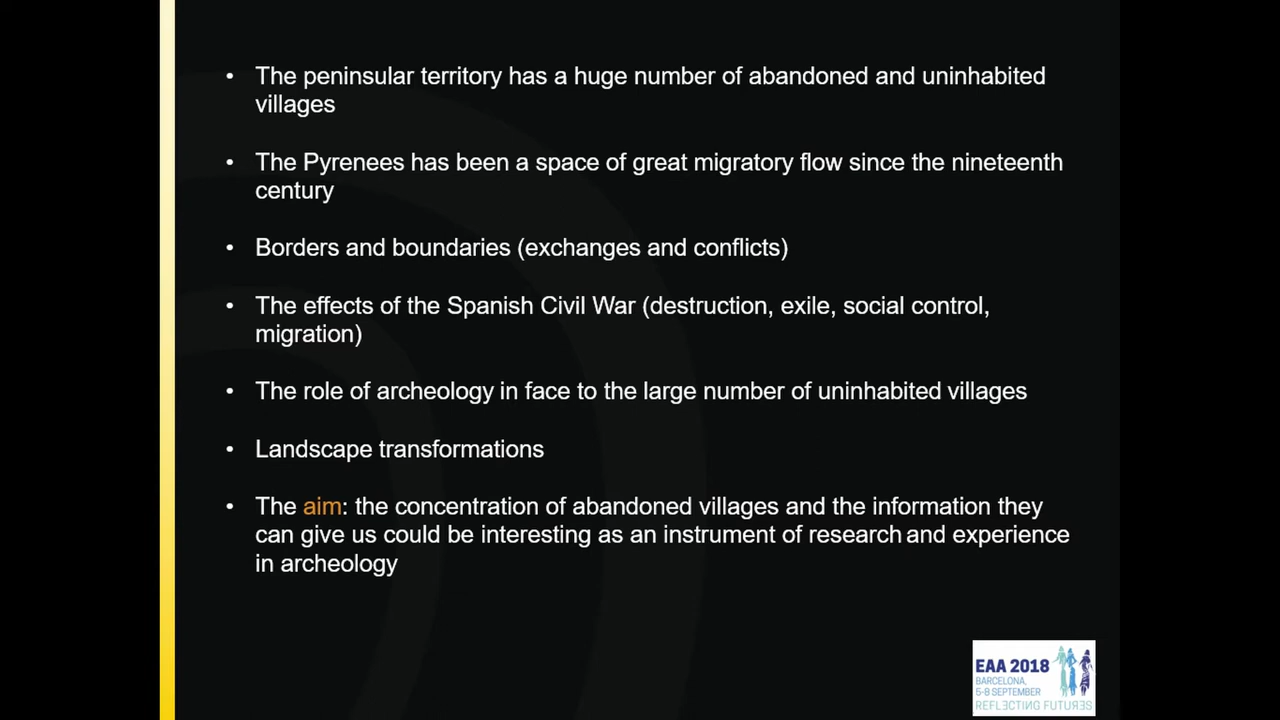 • The peninsular territory has a huge number of abandoned and uninhabited
villages
• The Pyrenees has been a space of great migratory flow since the nineteenth
century
• Borders and boundaries (exchanges and conflicts)
• The effects of the Spanish Civil War (destruction, exile, social control,
migration)
• The role of archeology in face to the large number of uninhabited villages
• Landscape transformations
• The aim: the concentration of abandoned villages and the information they
can give us could be interesting as an instrument of research and experience
in archeology
EAA 2018
BARCELONA,
5-8 SEPTEMBER
REFLECTING FUTURES